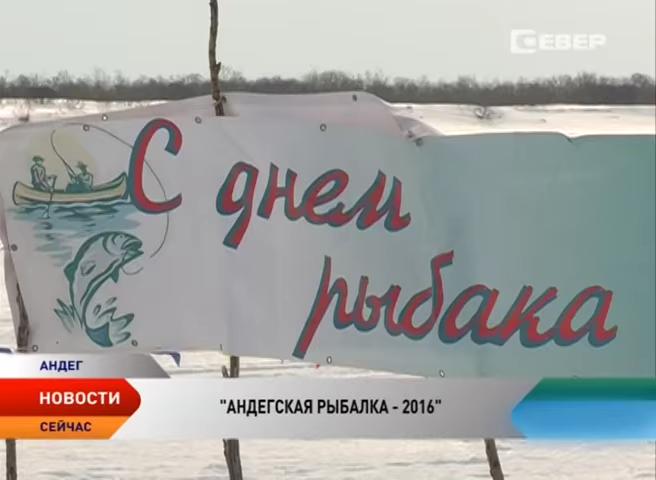 СЕВЕР
С днем
рыбака
АНДЕГ
НОВОСТИ
СЕЙЧАС
"АНДЕГСКАЯ РЫБАЛКА - 2016"